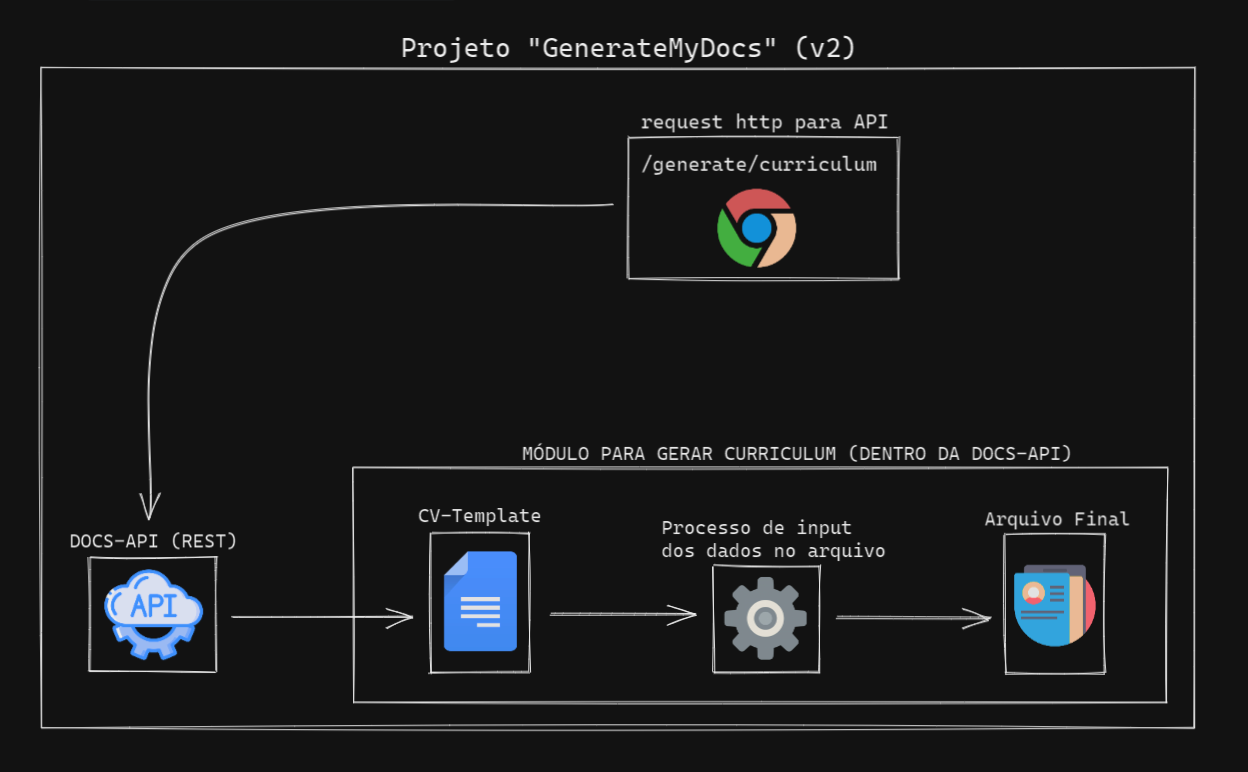 Projeto "GenerateMyDocs" (v2)
request http para API
/generate/curriculum
MÓDULO PARA GERAR CURRICULUM (DENTRO DA DOCS-API)
DOCS-API (REST)
API
CV-Template
Processo de input
dos dados no arquivo
Arquivo Final